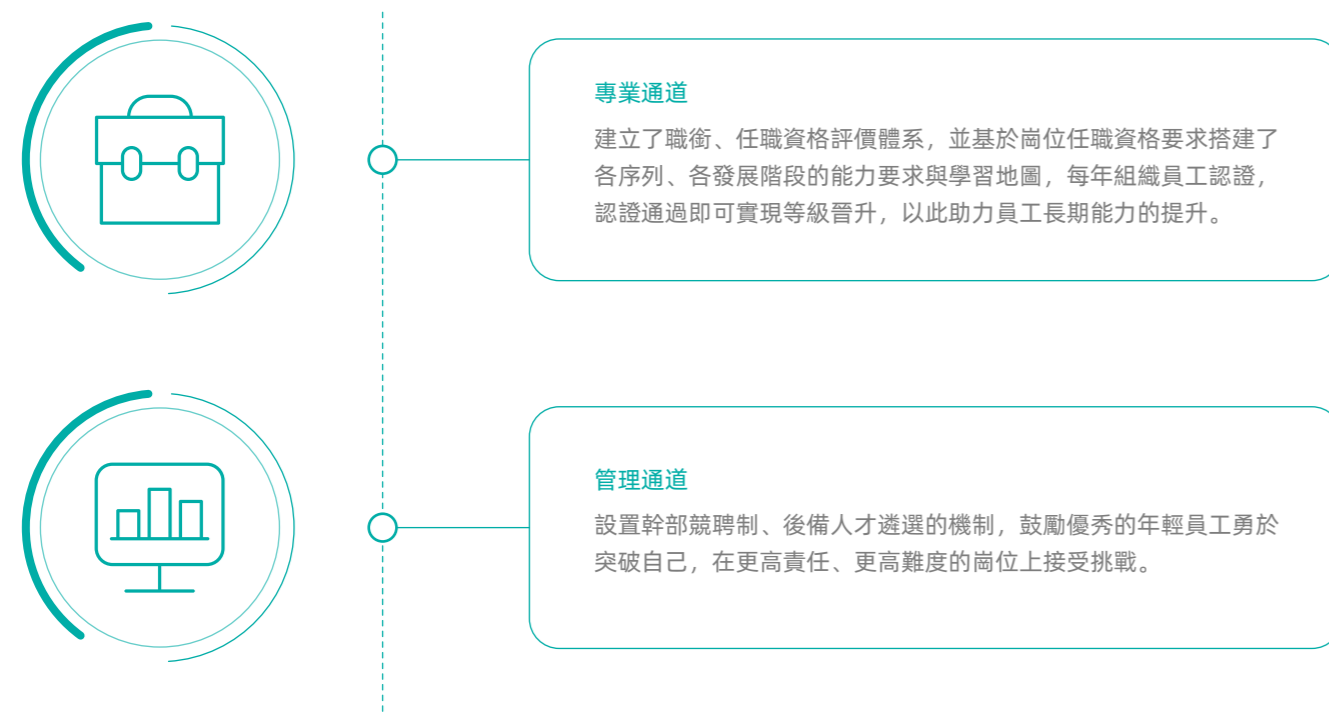 專業通道
建立了職銜、任職資格評價體系，並基於崗位任職資格要求搭建了
各序列、各發展階段的能力要求與學習地圖，每年組織員工認證，
認證通過即可實現等級晉升，以此助力員工長期能力的提升。
管理通道
設置幹部競聘制、後備人才遴選的機制，鼓勵優秀的年輕員工勇於
突破自己，在更高責任、更高難度的崗位上接受挑戰。